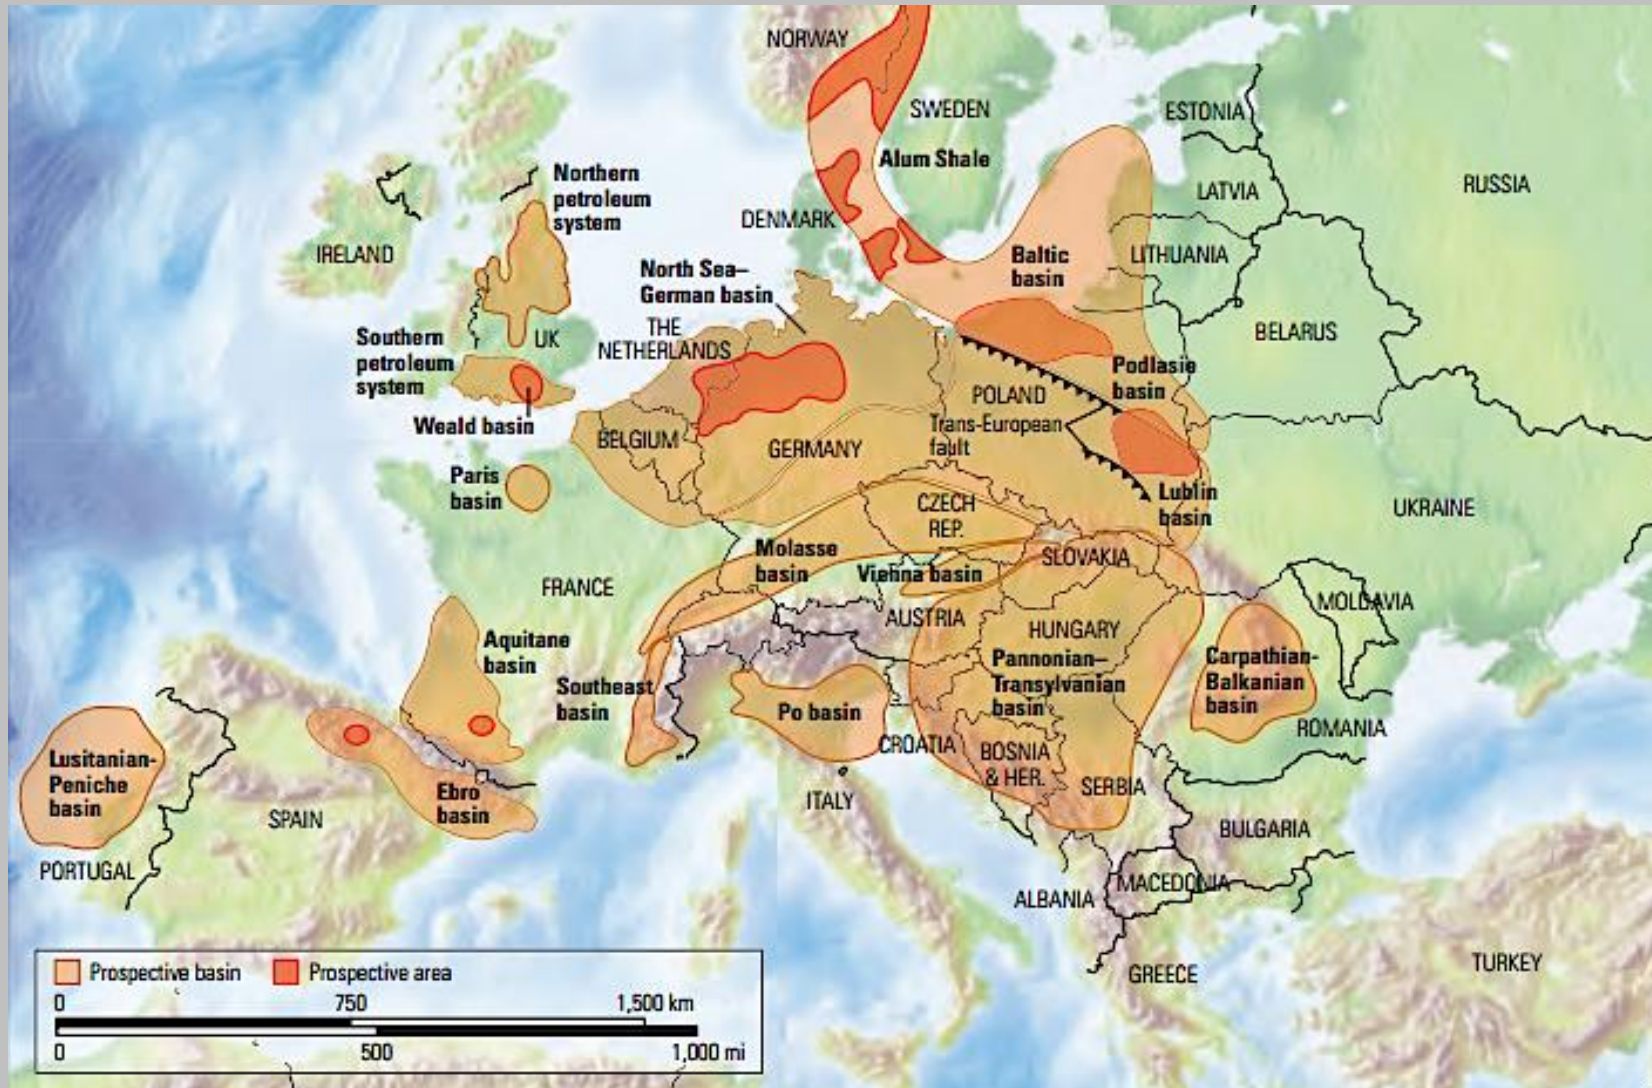 NORWAY
SWEDEN
ESTONIA
Alum Shale
Northern
petroleum
system
LATVIA
RUSSIA
DENMARK
IRELAND
Baltic
basin
LITHUANIA
North Sea–
German basin
THE
NETHERLANDS
UK
BELARUS
Southern
petroleum
system
Podlasie
basin
POLAND
Weald basin
Trans-European
fault
BELGIUM
GERMANY
Paris
basin
Lublin
basin
CZECH
REP.
UKRAINE
Molasse
basin
SLOVAKIA
Vienna basin
FRANCE
MOLDAVIA
AUSTRIA
HUNGARY
Aquitane
basin
Pannonian–
Transylvanian
basin
Carpathian-
Balkanian
basin
Southeast
basin
Po basin
ROMANIA
CROATIA
BOSNIA
& HER.
Lusitanian-
Peniche
basin
SERBIA
Ebro
basin
ITALY
SPAIN
BULGARIA
PORTUGAL
MACEDONIA
ALBANIA
GREECE
TURKEY
Prospective basin
Prospective area
0 750 1,500 km
0 500 1,000 mi